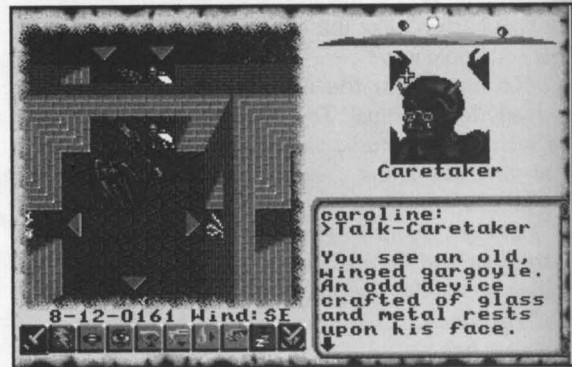 Caretaker
caroline:
>Talk-Caretaker
You see an old,
winged gargoyle.
An odd device
crafted of glass
and metal rests
upon his face.
8-12-0161 Wind:SE